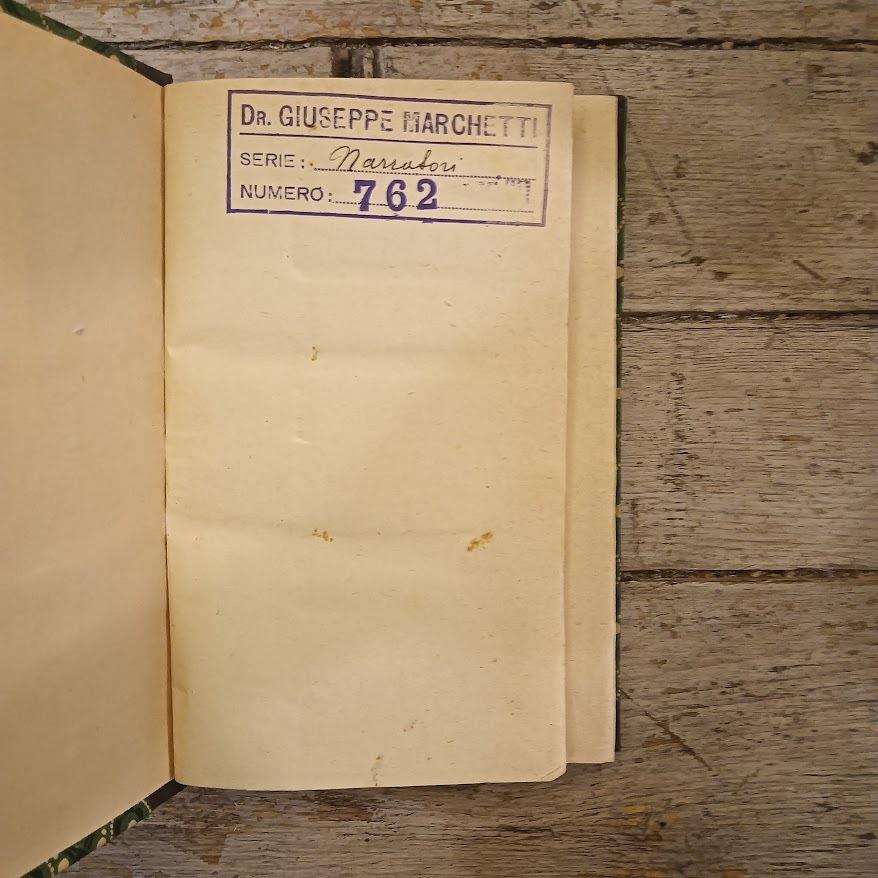 DR. GIUSEPPE MARCHETTI
SERIE: Narratori
NUMERO: 762